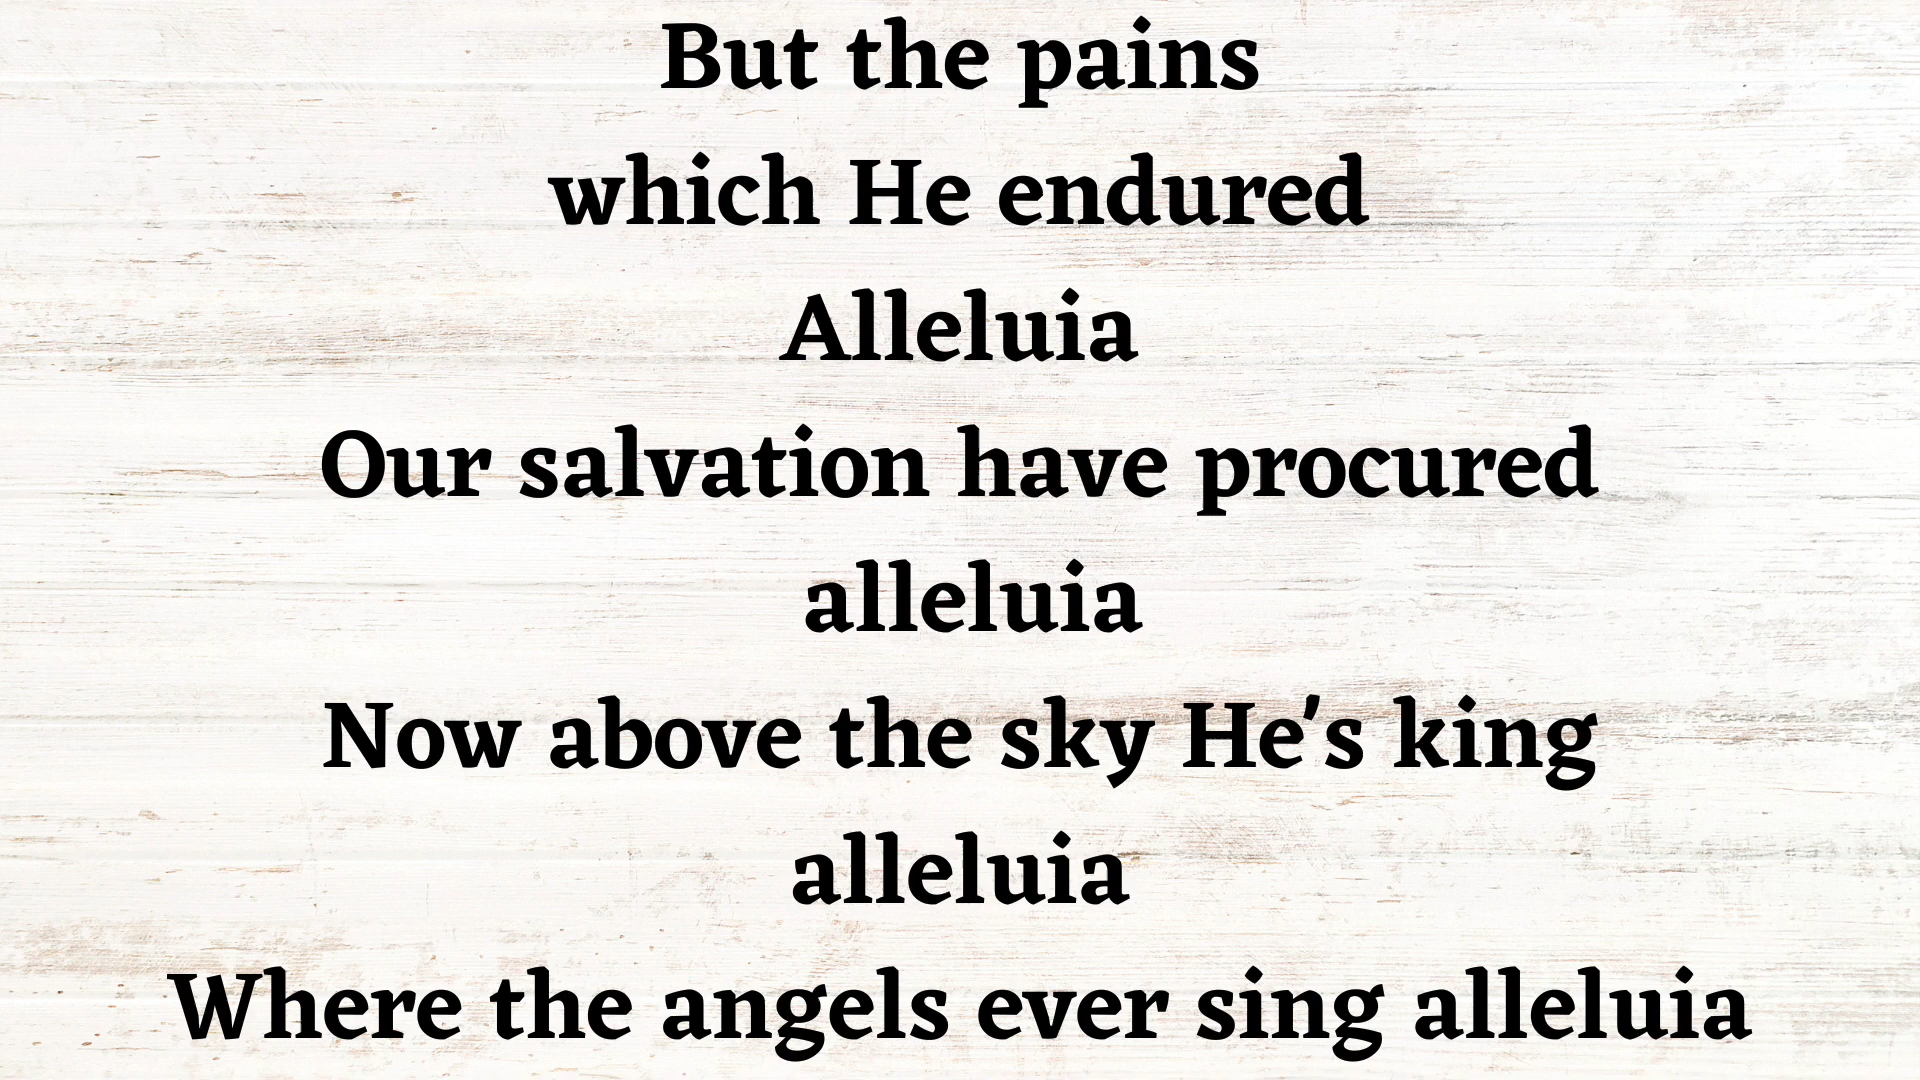 But the pains
which He endured
Alleluia
Our salvation have procured
alleluia
Now above the sky He's king
alleluia
Where the angels ever sing alleluia